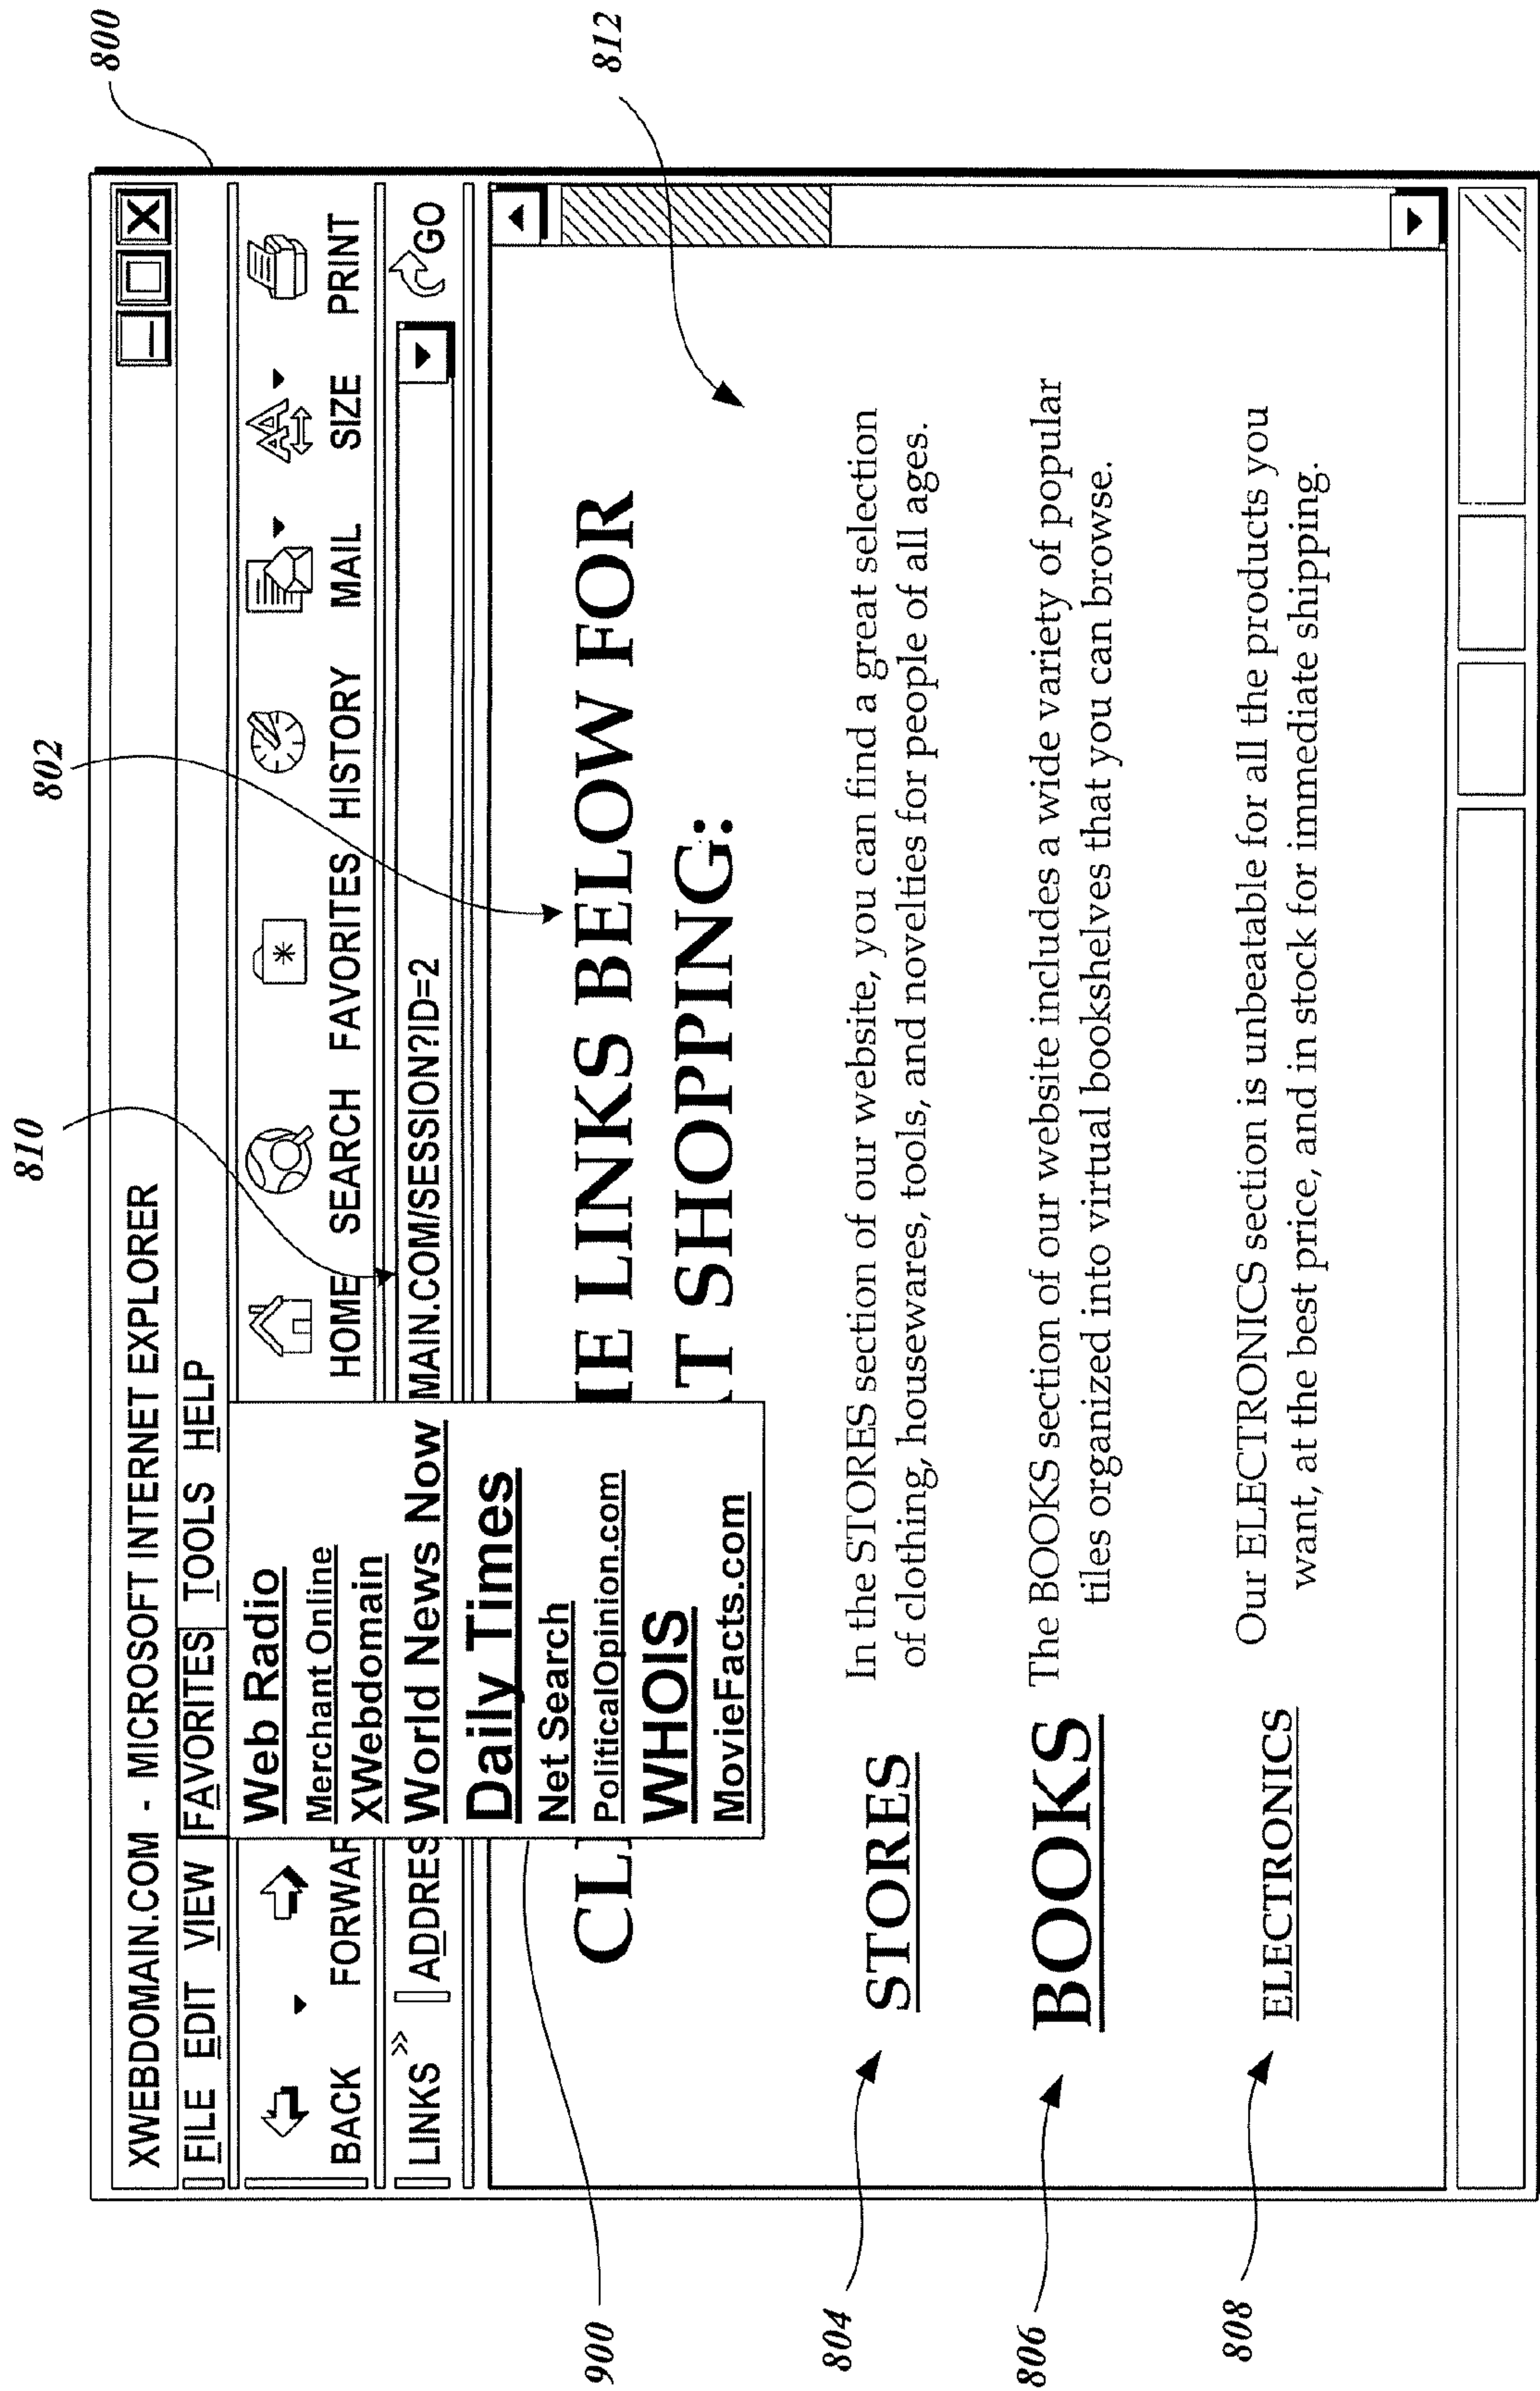 800
812
802
810
XWEBDOMAIN.COM - MICROSOFT INTERNET EXPLORER
FILE EDIT VIEW FAVORITES TOOLS HELP
BACK FORWAR HOME SEARCH FAVORITES HISTORY MAIL SIZE PRINT
LINKS >> ADDRES MAIN.COM/SESSION?ID=2 GO
Web Radio
Merchant Online
XWebdomain
World News Now
Daily Times
Net Search
PoliticalOpinion.com
WHOIS
MovieFacts.com
CLI IE LINKS BELOW FOR
T SHOPPING:
STORES
In the STORES section of our website, you can find a great selection
of clothing, housewares, tools, and novelties for people of all ages.
BOOKS
The BOOKS section of our website includes a wide variety of popular
tiles organized into virtual bookshelves that you can browse.
ELECTRONICS
Our ELECTRONICS section is unbeatable for all the products you
want, at the best price, and in stock for immediate shipping.
900
804
806
808